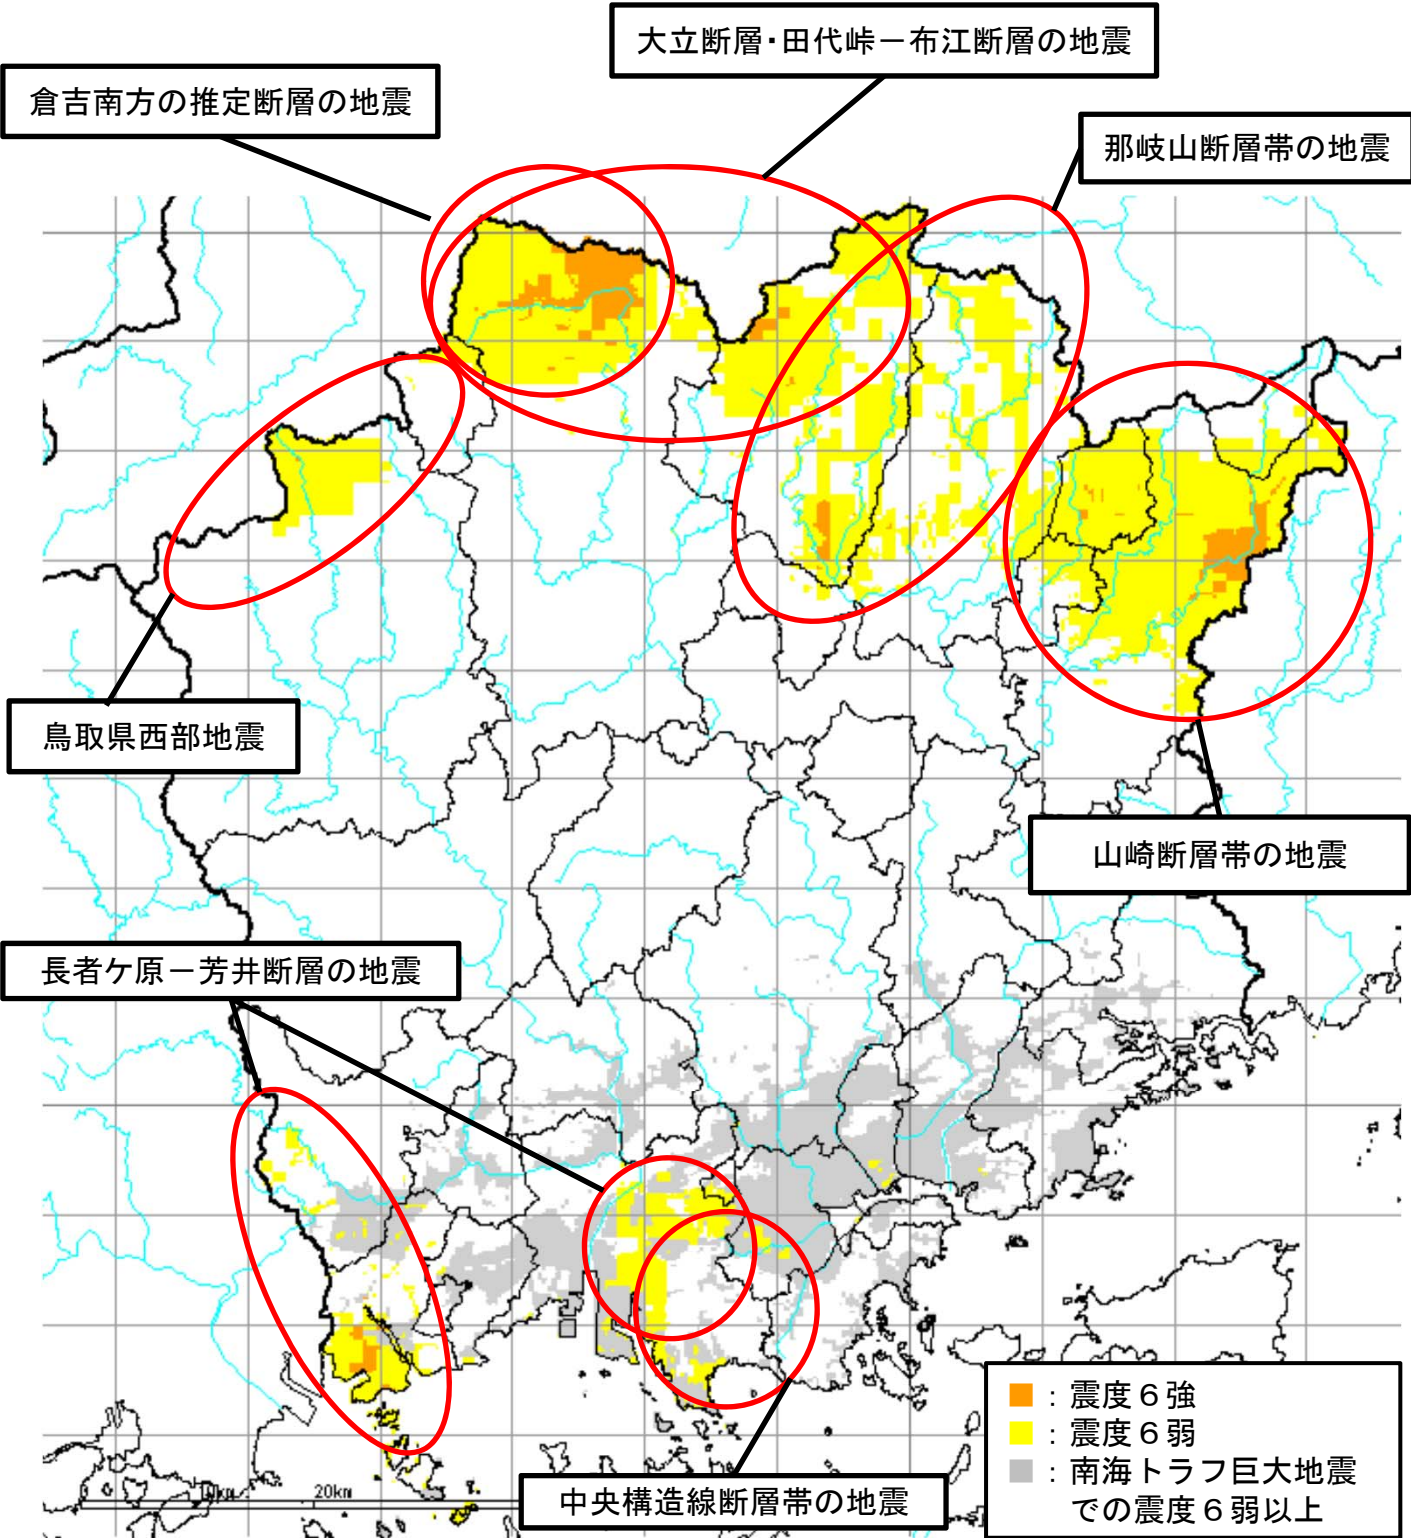 大立断層・田代峠－布江断層の地震
倉吉南方の推定断層の地震
那岐山断層帯の地震
鳥取県西部地震
山崎断層帯の地震
長者ケ原－芳井断層の地震
中央構造線断層帯の地震
：震度６強
：震度６弱
：南海トラフ巨大地震
での震度６弱以上
0
10km
20km